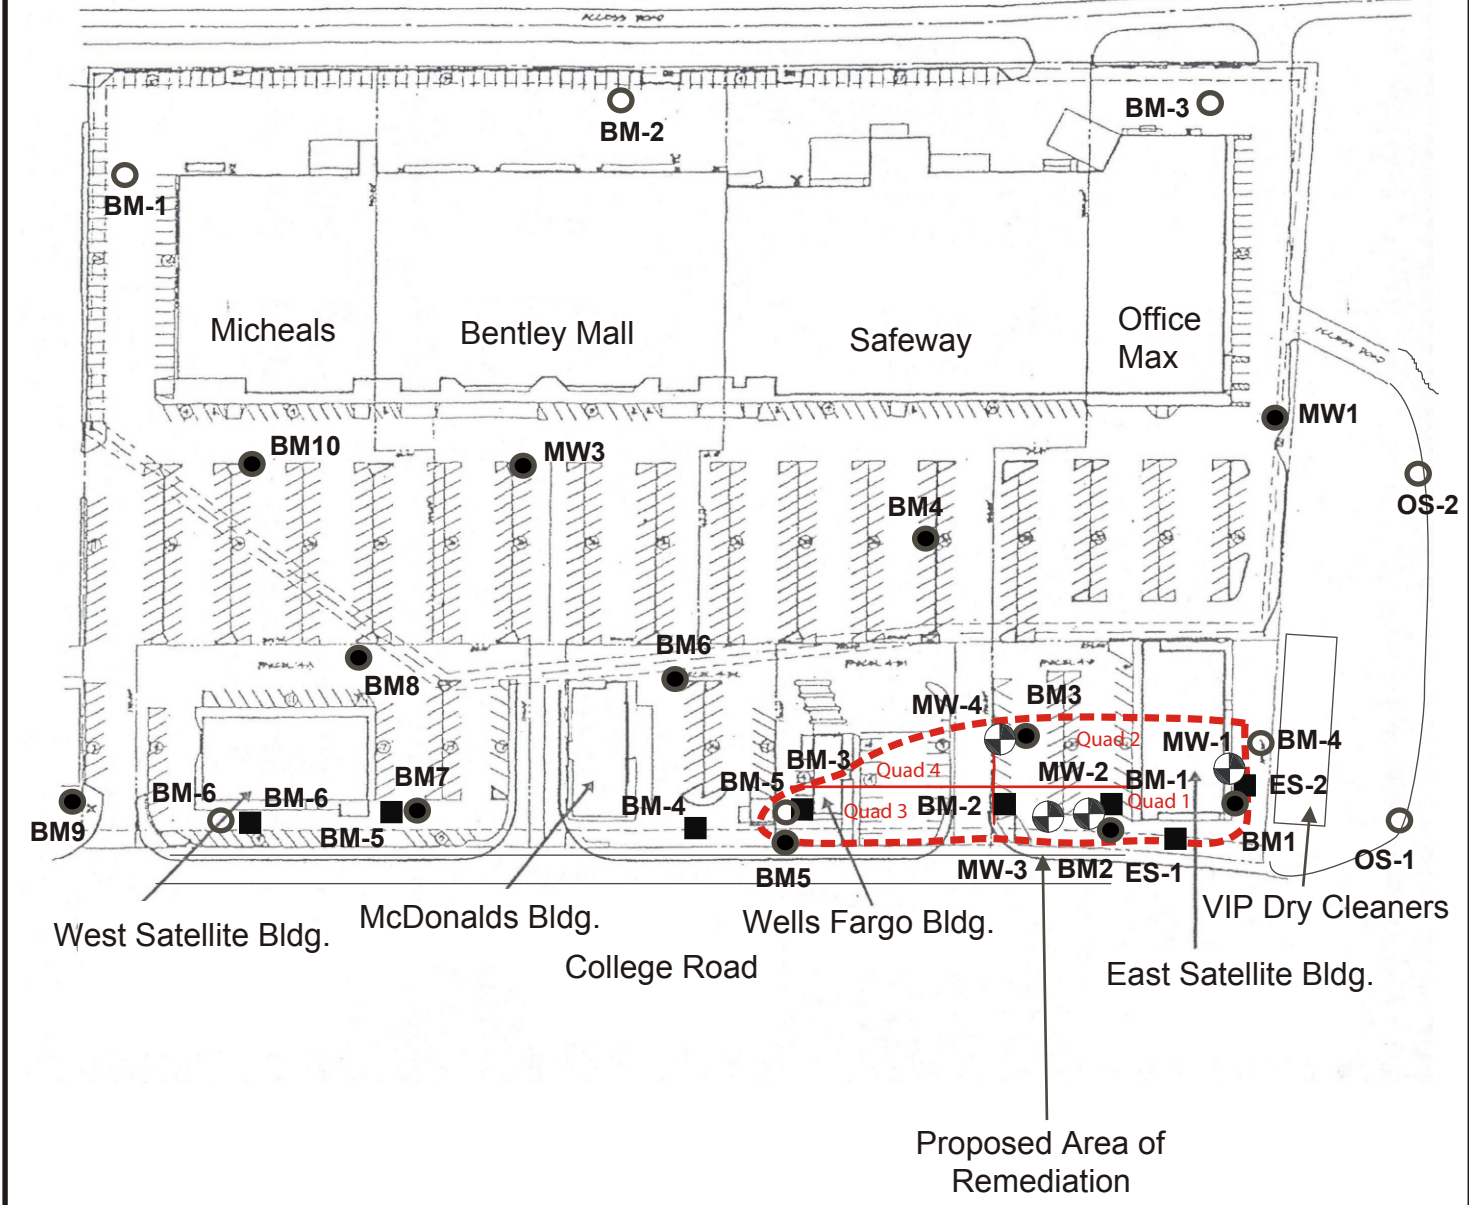 ACCESS ROAD
BM-3
BM-2
BM-1
Micheals
Bentley Mall
Safeway
Office
Max
ACCESS ROAD
MW1
BM10
MW3
OS-2
BM4
BM6
BM8
MW-4
BM3
Quad 2
MW-1
BM-4
BM-3
Quad 4
MW-2
BM-1
ES-2
BM-5
BM7
BM-6
BM-6
BM-4
Quad 3
BM-2
Quad 1
BM9
BM-5
BM1
OS-1
BM5
MW-3
BM2
ES-1
West Satellite Bldg.
McDonalds Bldg.
Wells Fargo Bldg.
VIP Dry Cleaners
College Road
East Satellite Bldg.
Proposed Area of
Remediation